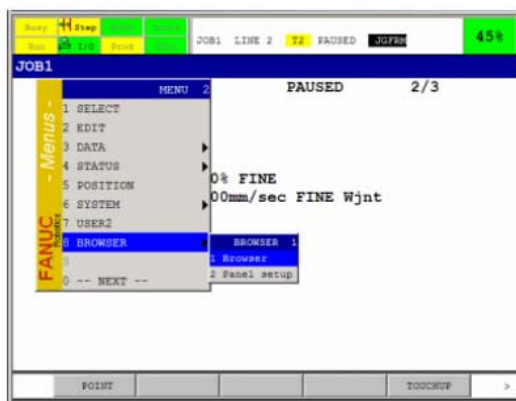 Busy Step
Run I/O Prod
JOB1 LINE 2 T2 PAUSED JGFRM
45%
JOB1
PAUSED 2/3
- Menus -
FANUC
Robotics
MENU 2
1 SELECT
2 EDIT
3 DATA
4 STATUS
5 POSITION
6 SYSTEM
7 USER2
8 BROWSER
9
0 -- NEXT --
0% FINE
00mm/sec FINE Wjnt
BROWSER 1
1 Browser
2 Panel setup
POINT
TOUCHUP
>